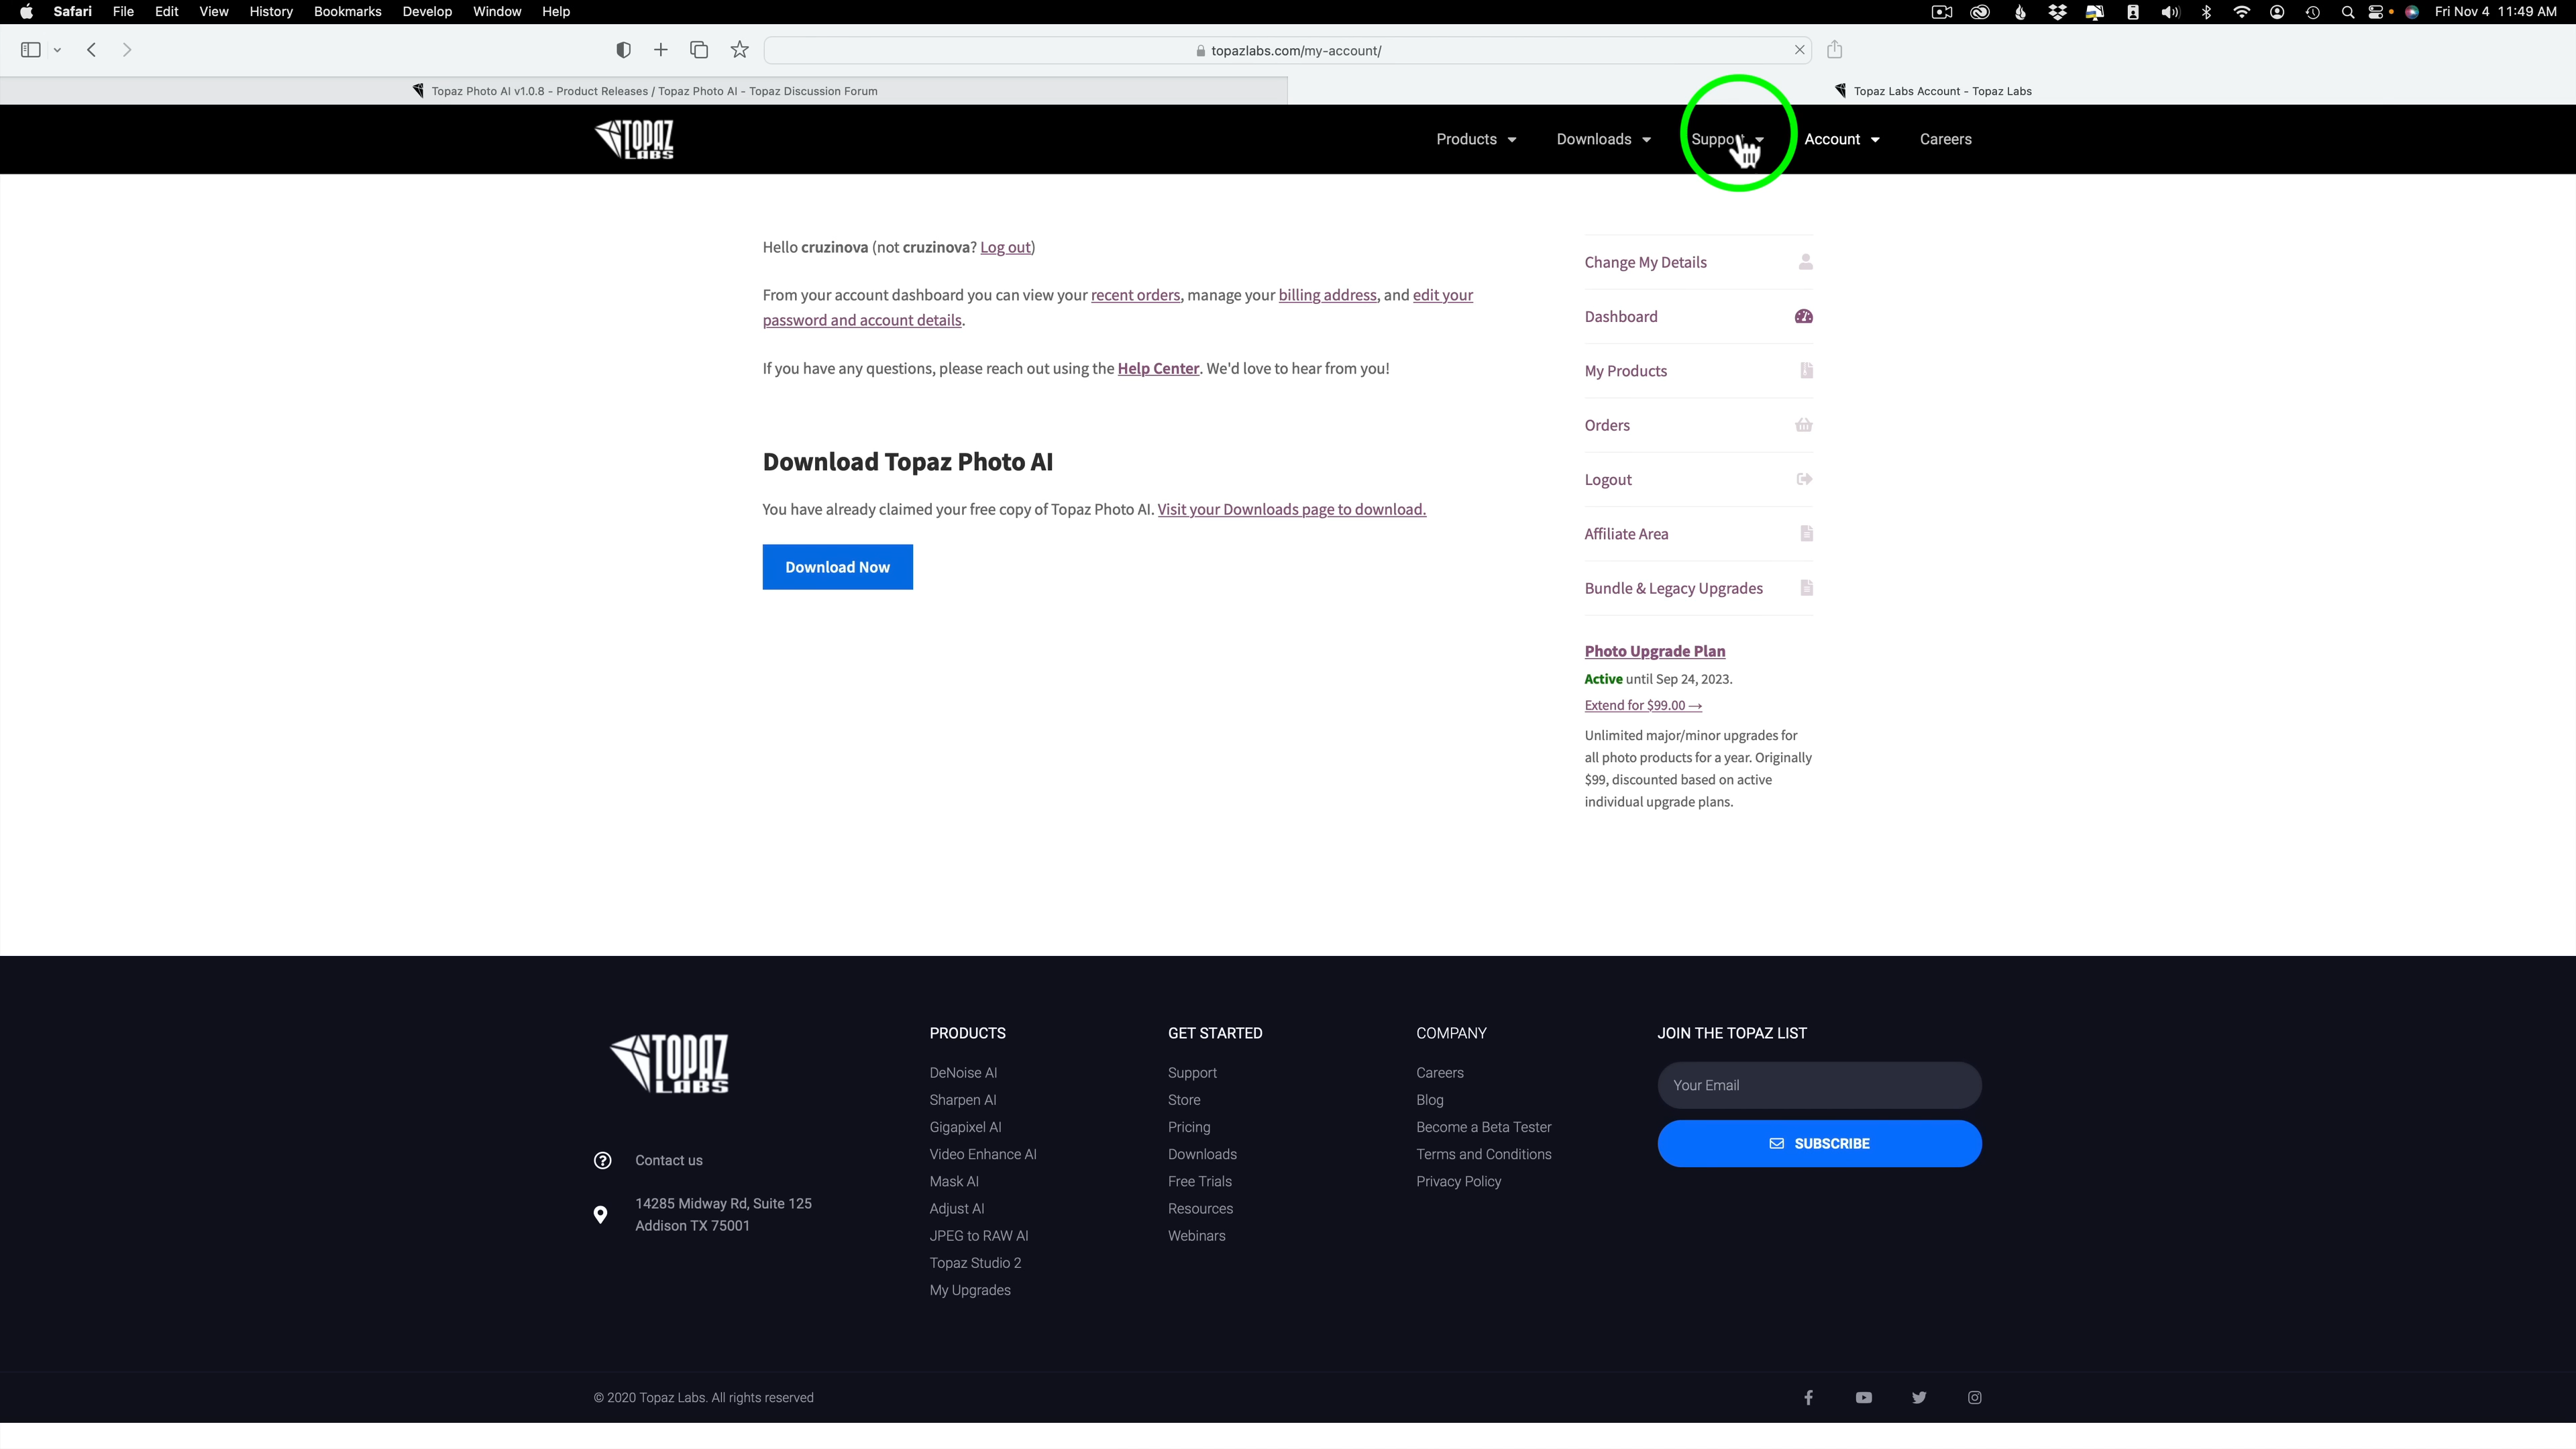 Safari File Edit View History Bookmarks Develop Window Help Fri Nov 4 11:49 AM
topazlabs.com/my-account/
Topaz Photo AI v1.0.8 - Product Releases / Topaz Photo AI - Topaz Discussion Forum
Topaz Labs Account - Topaz Labs
TOPAZ LABS
Products Downloads Support Account Careers
Hello cruzinova (not cruzinova? Log out)
From your account dashboard you can view your recent orders, manage your billing address, and edit your
password and account details.
If you have any questions, please reach out using the Help Center. We'd love to hear from you!
Download Topaz Photo AI
You have already claimed your free copy of Topaz Photo AI. Visit your Downloads page to download.
Download Now
Change My Details
Dashboard
My Products
Orders
Logout
Affiliate Area
Bundle & Legacy Upgrades
Photo Upgrade Plan
Active until Sep 24, 2023.
Extend for $99.00 →
Unlimited major/minor upgrades for
all photo products for a year. Originally
$99, discounted based on active
individual upgrade plans.
TOPAZ
LABS
Contact us
14285 Midway Rd, Suite 125
Addison TX 75001
PRODUCTS
DeNoise AI
Sharpen AI
Gigapixel AI
Video Enhance AI
Mask AI
Adjust AI
JPEG to RAW AI
Topaz Studio 2
My Upgrades
GET STARTED
Support
Store
Pricing
Downloads
Free Trials
Resources
Webinars
COMPANY
Careers
Blog
Become a Beta Tester
Terms and Conditions
Privacy Policy
JOIN THE TOPAZ LIST
Your Email
SUBSCRIBE
© 2020 Topaz Labs. All rights reserved